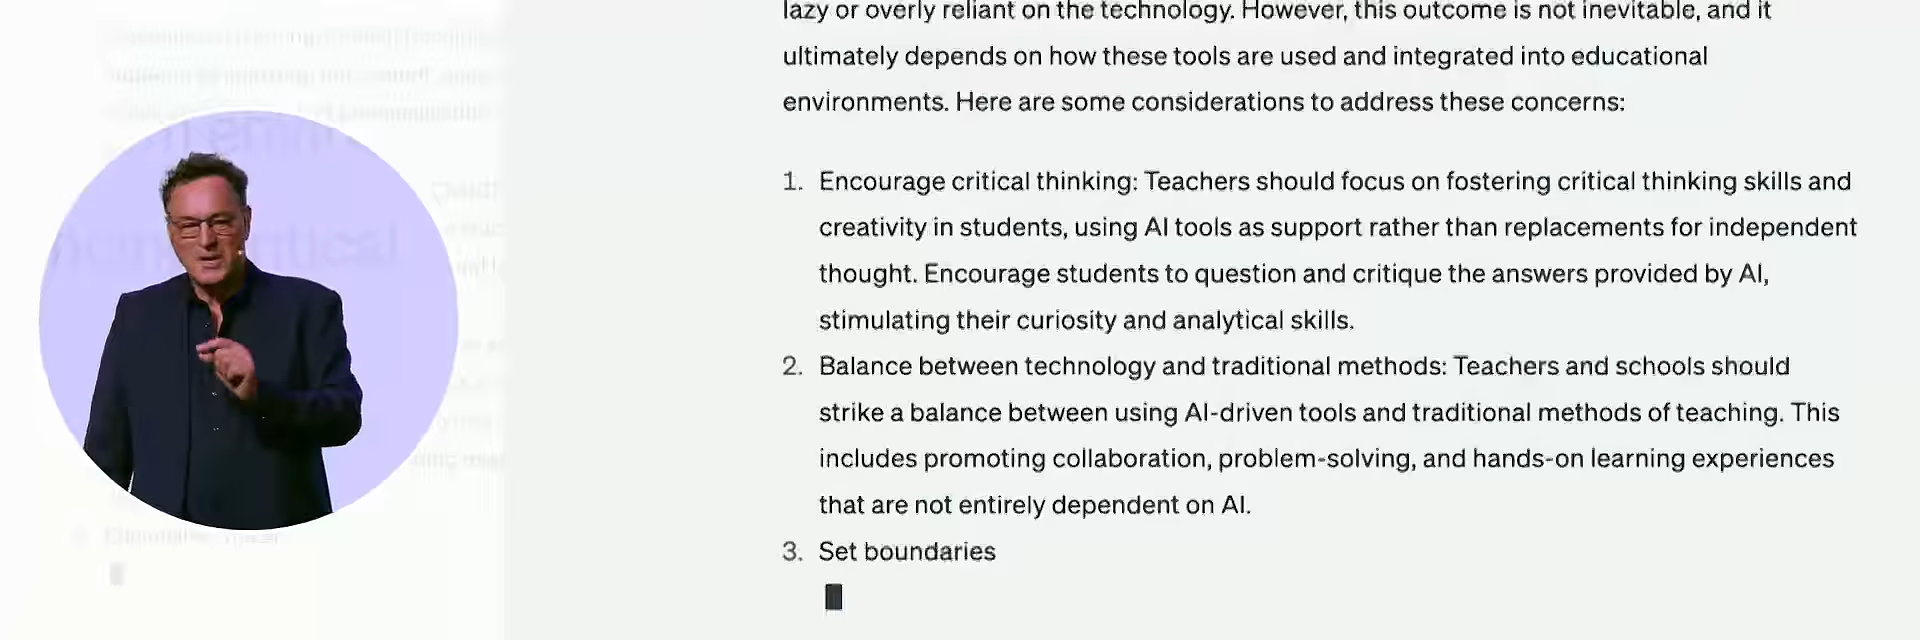 lazy or overly reliant on the technology. However, this outcome is not inevitable, and it
ultimately depends on how these tools are used and integrated into educational
environments. Here are some considerations to address these concerns:
1. Encourage critical thinking: Teachers should focus on fostering critical thinking skills and
creativity in students, using AI tools as support rather than replacements for independent
thought. Encourage students to question and critique the answers provided by AI,
stimulating their curiosity and analytical skills.
2. Balance between technology and traditional methods: Teachers and schools should
strike a balance between using AI-driven tools and traditional methods of teaching. This
includes promoting collaboration, problem-solving, and hands-on learning experiences
that are not entirely dependent on AI.
3. Set boundaries